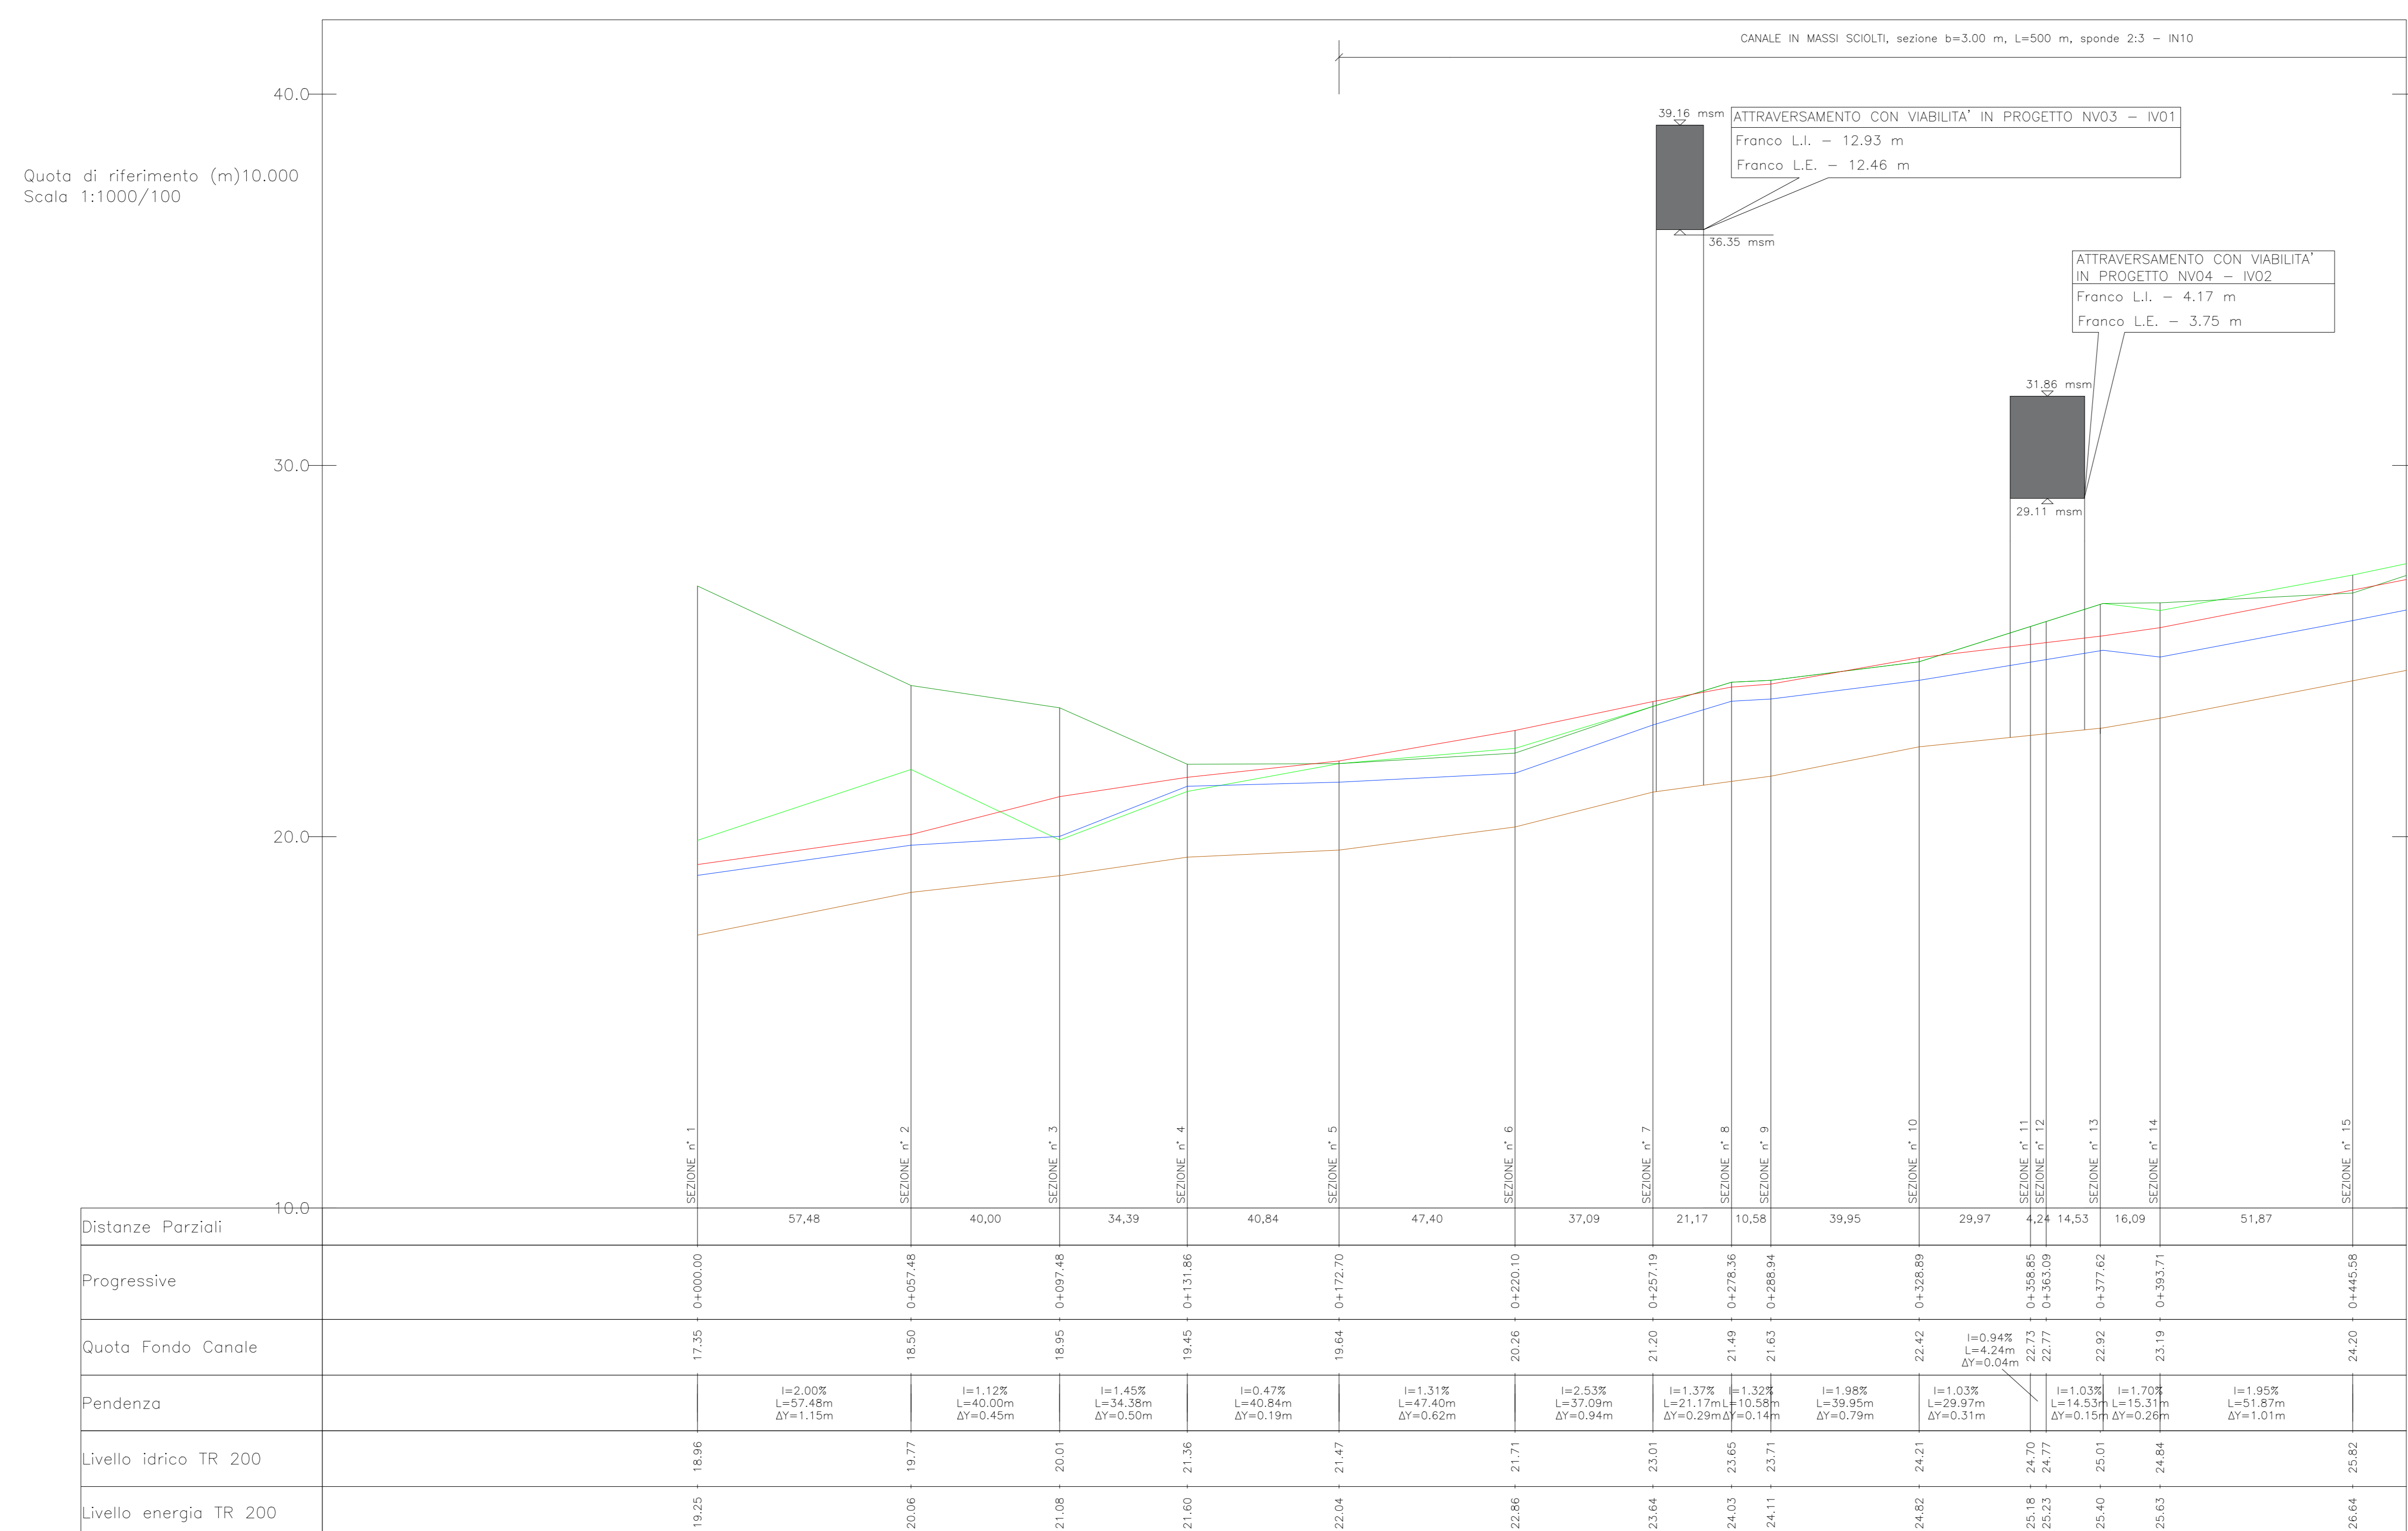 CANALE IN MASSI SCIOLTI, sezione b=3.00 m, L=500 m, sponde 2:3 - IN10
40.0
39.16 msm
ATTRAVERSAMENTO CON VIABILITA' IN PROGETTO NV03 - IV01
Franco L.I. - 12.93 m
Franco L.E. - 12.46 m
Quota di riferimento (m)10.000
Scala 1:1000/100
36.35 msm
ATTRAVERSAMENTO CON VIABILITA'
IN PROGETTO NV04 - IV02
Franco L.I. - 4.17 m
Franco L.E. - 3.75 m
31.86 msm
30.0
29.11 msm
20.0
SEZIONE n° 1
SEZIONE n° 2
SEZIONE n° 3
SEZIONE n° 4
SEZIONE n° 5
SEZIONE n° 6
SEZIONE n° 7
SEZIONE n° 8
SEZIONE n° 9
SEZIONE n° 10
SEZIONE n° 11
SEZIONE n° 12
SEZIONE n° 13
SEZIONE n° 14
SEZIONE n° 15
10.0
Distanze Parziali 57,48 40,00 34,39 40,84 47,40 37,09 21,17 10,58 39,95 29,97 4,24 14,53 16,09 51,87
Progressive 0+000.00 0+057.48 0+097.48 0+131.86 0+172.70 0+220.10 0+257.19 0+278.36 0+288.94 0+328.89 0+358.85 0+363.09 0+377.62 0+393.71 0+445.58
Quota Fondo Canale 17.35 18.50 18.95 19.45 19.64 20.26 21.20 21.49 21.63 22.42 22.73 22.77 22.92 23.19 24.20
I=0.94%
L=4.24m
ΔY=0.04m
Pendenza
I=2.00% I=1.12% I=1.45% I=0.47% I=1.31% I=2.53% I=1.37% I=1.32% I=1.98% I=1.03% I=1.03% I=1.70% I=1.95%
L=57.48m L=40.00m L=34.38m L=40.84m L=47.40m L=37.09m L=21.17m L=10.58m L=39.95m L=29.97m L=14.53m L=15.31m L=51.87m
ΔY=1.15m ΔY=0.45m ΔY=0.50m ΔY=0.19m ΔY=0.62m ΔY=0.94m ΔY=0.29m ΔY=0.14m ΔY=0.79m ΔY=0.31m ΔY=0.15m ΔY=0.26m ΔY=1.01m
Livello idrico TR 200 18.96 19.77 20.01 21.36 21.47 21.71 23.01 23.65 23.71 24.21 24.70 24.77 25.01 24.84 25.82
Livello energia TR 200 19.25 20.06 21.08 21.60 22.04 22.86 23.64 24.03 24.11 24.82 25.18 25.23 25.40 25.63 26.64